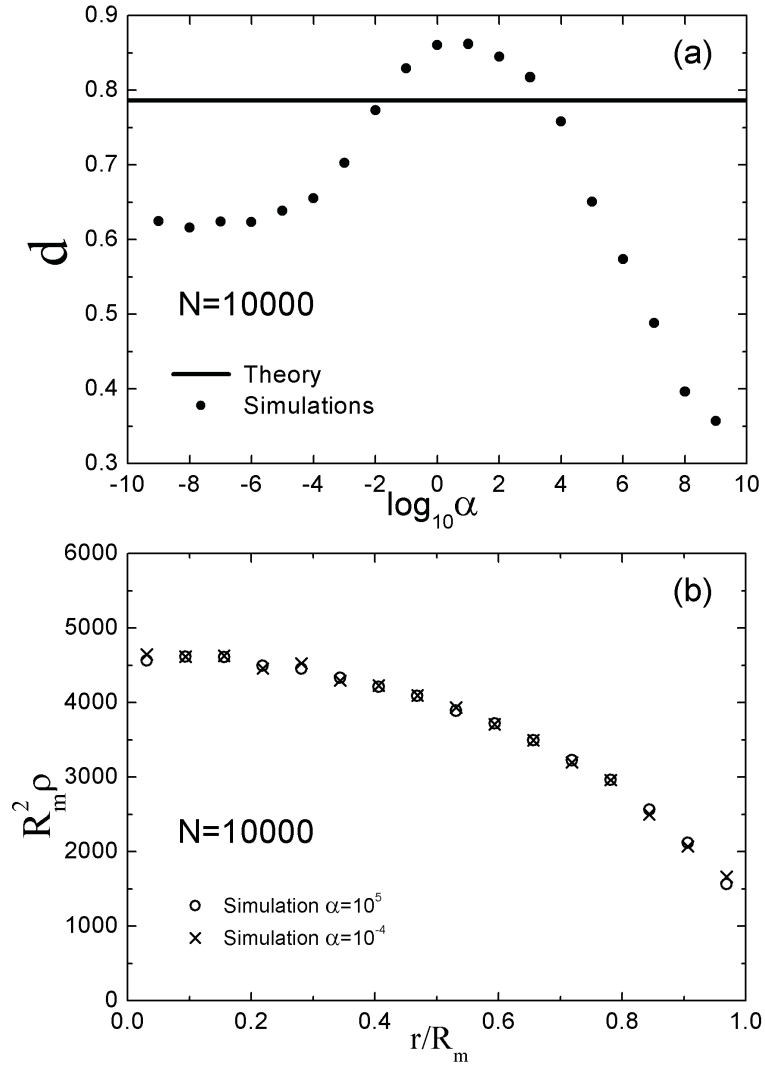 (a)
0.9
0.8
0.7
0.6
0.5
0.4
0.3
d
N=10000
Theory
Simulations
-10 -8 -6 -4 -2 0 2 4 6 8 10
log₁₀α
(b)
6000
5000
4000
3000
2000
1000
0
R²ₘρ
N=10000
Simulation α=10⁵
Simulation α=10⁻⁴
0.0 0.2 0.4 0.6 0.8 1.0
r/Rₘ